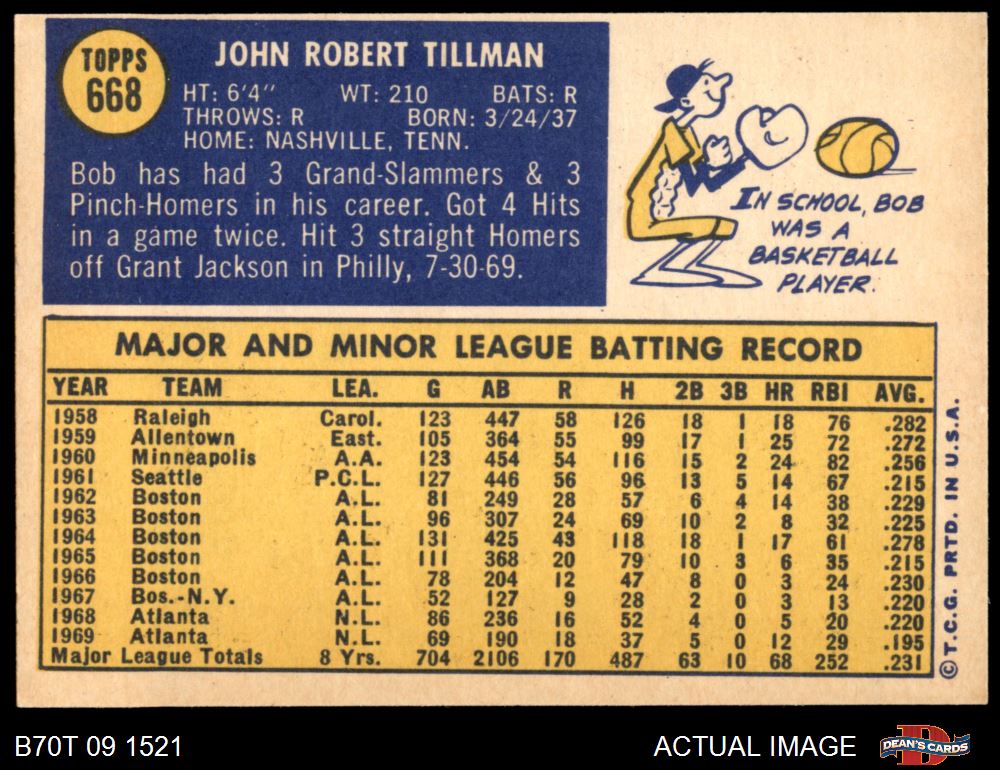 TOPPS
668
JOHN ROBERT TILLMAN
HT: 6'4" WT: 210 BATS: R
THROWS: R BORN: 3/24/37
HOME: NASHVILLE, TENN.
Bob has had 3 Grand-Slammers & 3
Pinch-Homers in his career. Got 4 Hits
in a game twice. Hit 3 straight Homers
off Grant Jackson in Philly, 7-30-69.
IN SCHOOL, BOB
WAS A
BASKETBALL
PLAYER.
MAJOR AND MINOR LEAGUE BATTING RECORD
YEAR TEAM LEA. G AB R H 2B 3B HR RBI AVG.
1958 Raleigh Carol. 123 447 58 126 18 1 18 76 .282
1959 Allentown East. 105 364 55 99 17 1 25 72 .272
1960 Minneapolis A.A. 123 454 54 116 15 2 24 82 .256
1961 Seattle P.C.L. 127 446 56 96 13 5 14 67 .215
1962 Boston A.L. 81 249 28 57 6 4 14 38 .229
1963 Boston A.L. 96 307 24 69 10 2 8 32 .225
1964 Boston A.L. 131 425 43 118 18 1 17 61 .278
1965 Boston A.L. 111 368 20 79 10 3 6 35 .215
1966 Boston A.L. 78 204 12 47 8 0 3 24 .230
1967 Bos.-N.Y. A.L. 52 127 9 28 2 0 3 13 .220
1968 Atlanta N.L. 86 236 16 52 4 0 5 20 .220
1969 Atlanta N.L. 69 190 18 37 5 0 12 29 .195
Major League Totals 8 Yrs. 704 2106 170 487 63 10 68 252 .231
© T.C.G. PRTD. IN U.S.A.
B70T 09 1521
ACTUAL IMAGE
D
DEAN'S CARDS